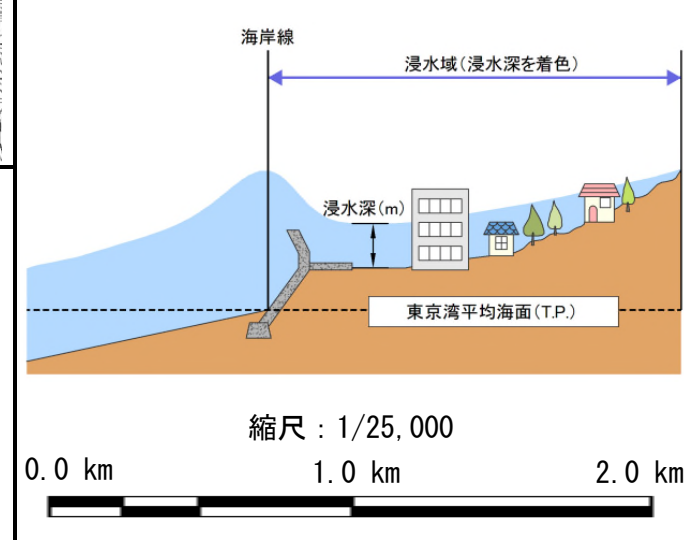 海岸線
浸水域(浸水深を着色)
浸水深(m)
東京湾平均海面(T.P.)
縮尺：1/25,000
0.0 km 1.0 km 2.0 km